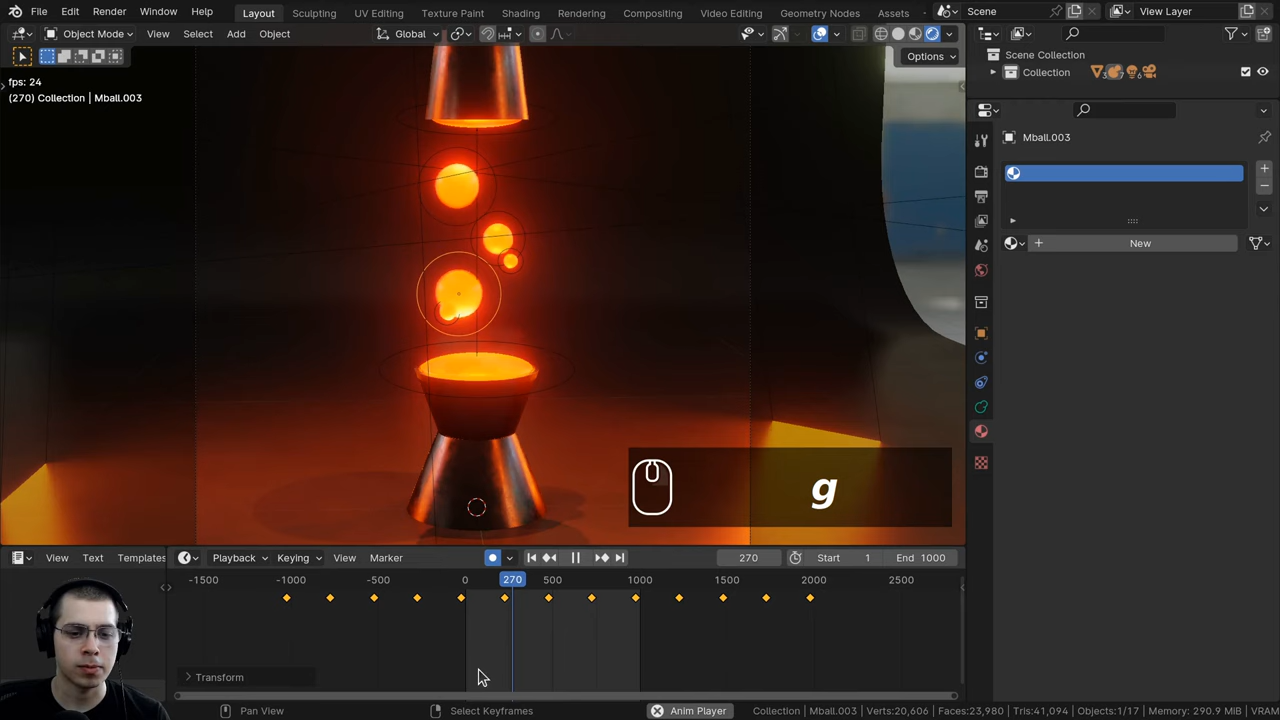 File Edit Render Window Help Layout Sculpting UV Editing Texture Paint Shading Rendering Compositing Video Editing Geometry Nodes Assets Scene View Layer
Object Mode View Select Add Object Global
Options
Scene Collection
Collection
fps: 24
(270) Collection | Mball.003
Mball.003
New
g
View Text Templates Playback Keying View Marker 270 Start 1 End 1000
-1500 -1000 -500 0 270 500 1000 1500 2000 2500
Transform
Pan View Select Keyframes Anim Player Collection | Mball.003 | Verts:20,606 | Faces:23,980 | Tris:41,094 | Objects:1/17 | Memory: 290.9 MiB | VRAM